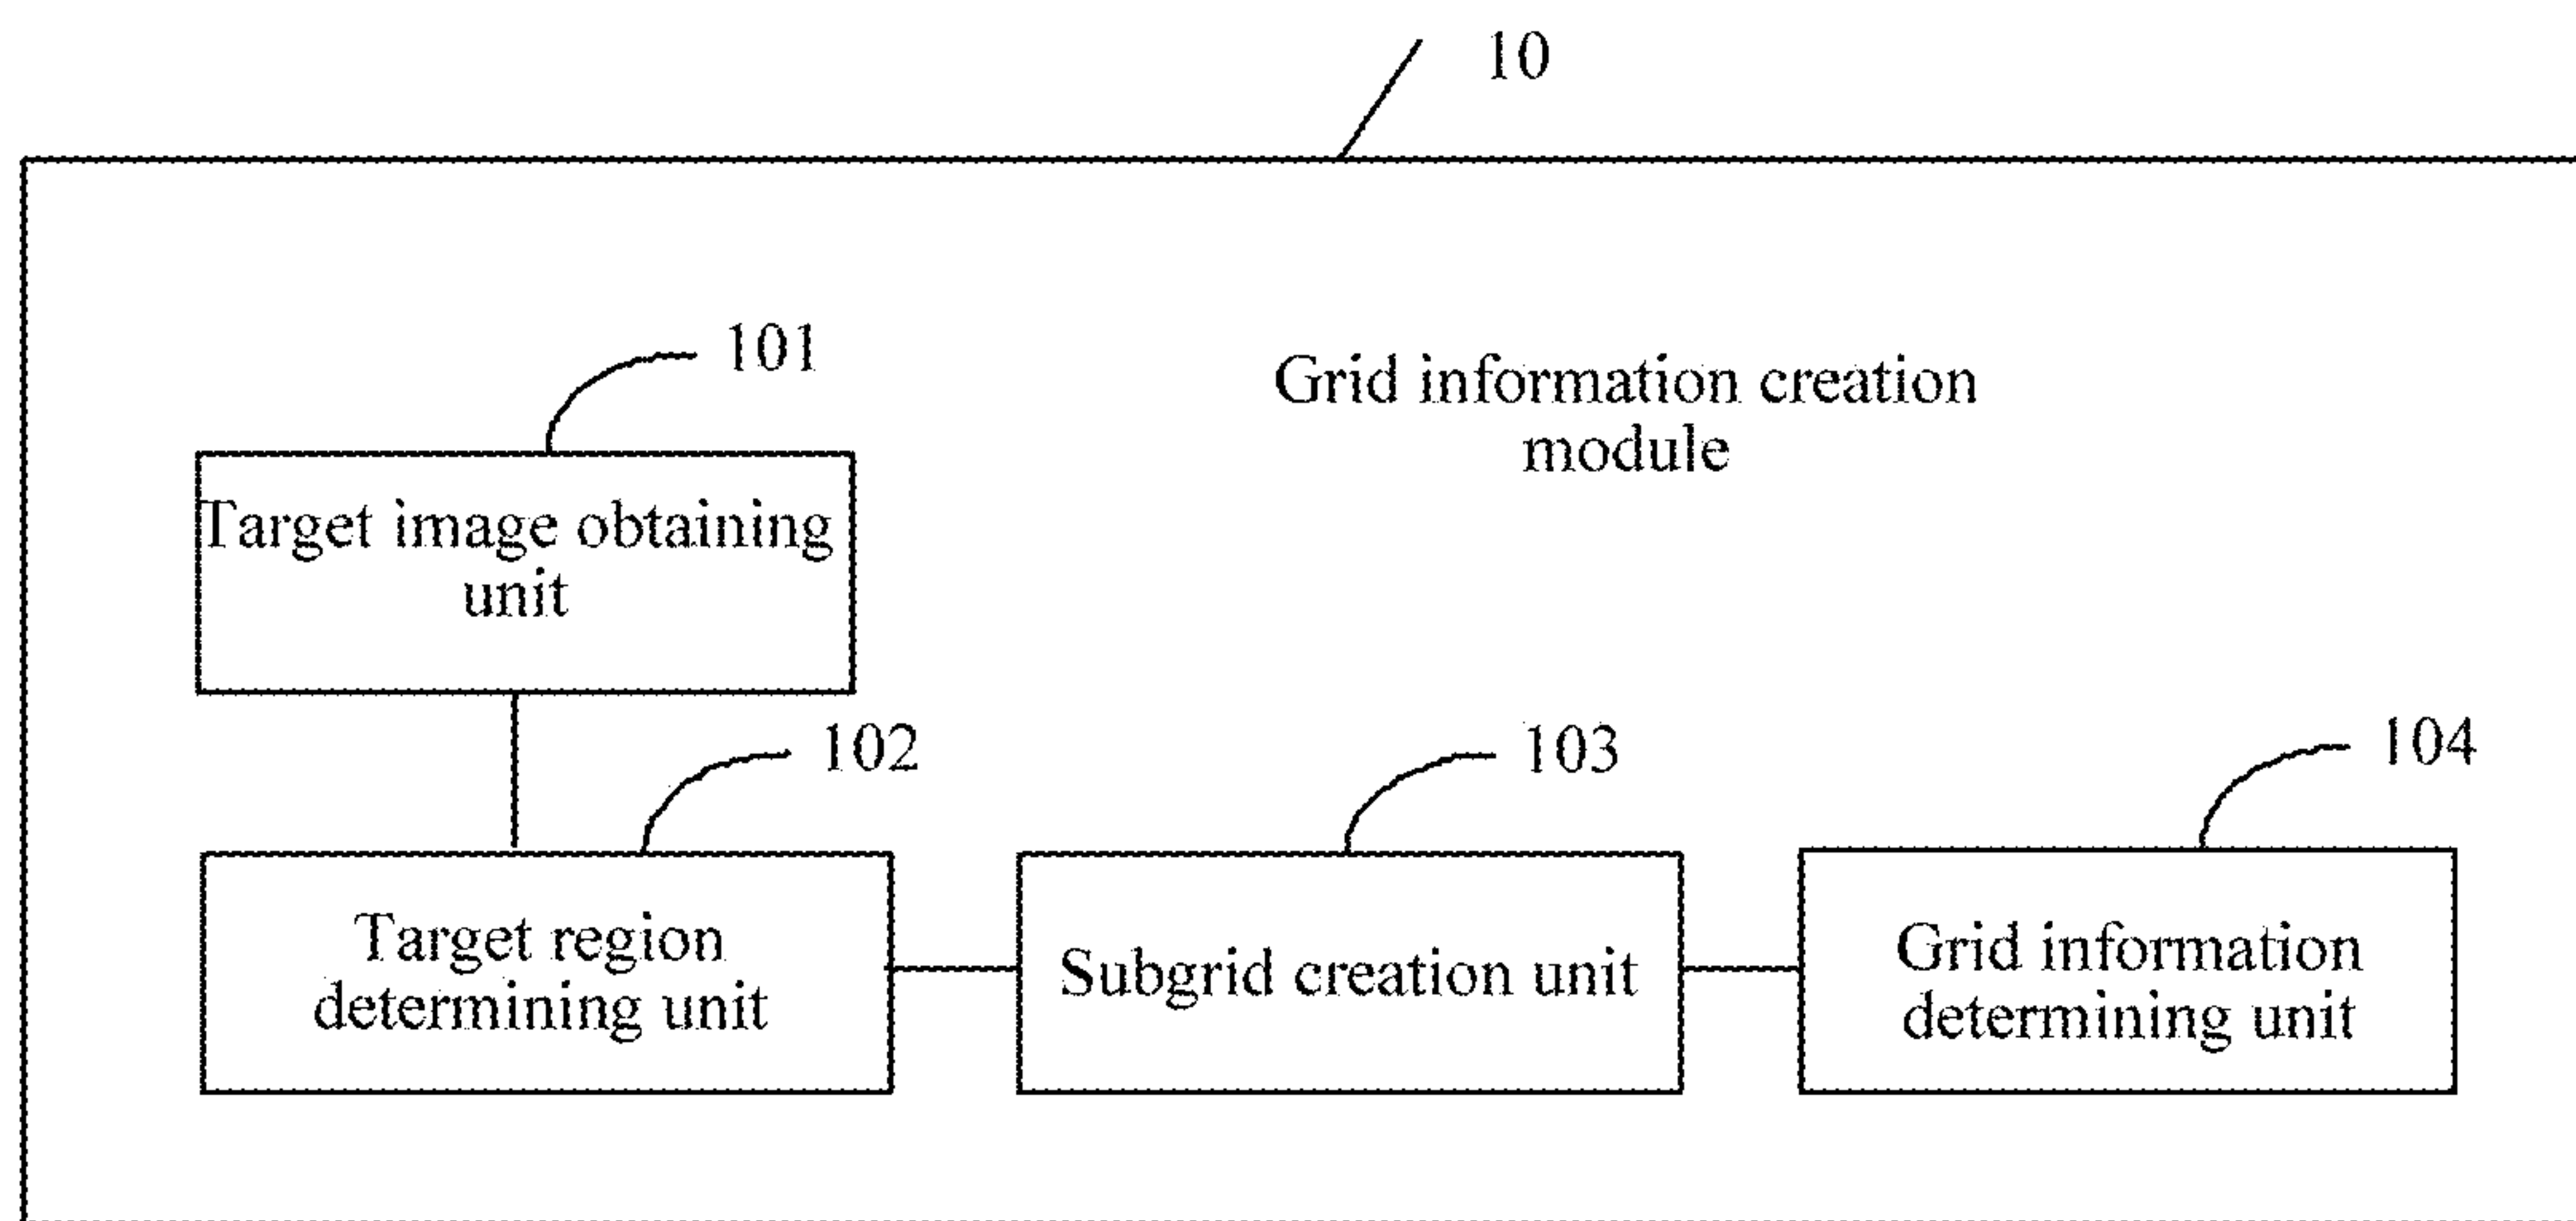 10
101
Grid information creation
module
Target image obtaining
unit
102
103
104
Target region
determining unit
Subgrid creation unit
Grid information
determining unit